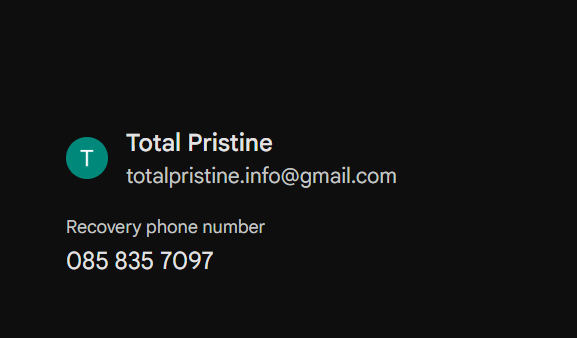 T
Total Pristine
totalpristine.info@gmail.com
Recovery phone number
085 835 7097